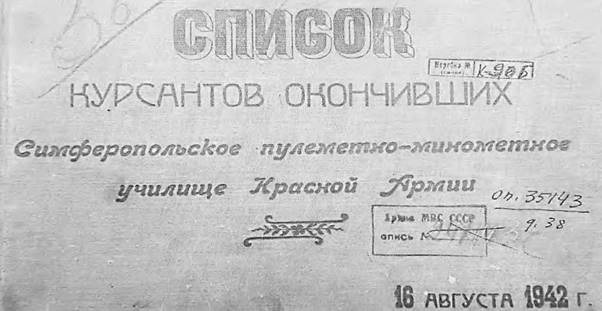 СПИСОК
КУРСАНТОВ ОКОНЧИВШИХ
Симферопольское пулеметно-минометное
училище Красной Армии
оп. 35143
д. 38
Архив МВС СССР
опись №
16 АВГУСТА 1942 г.